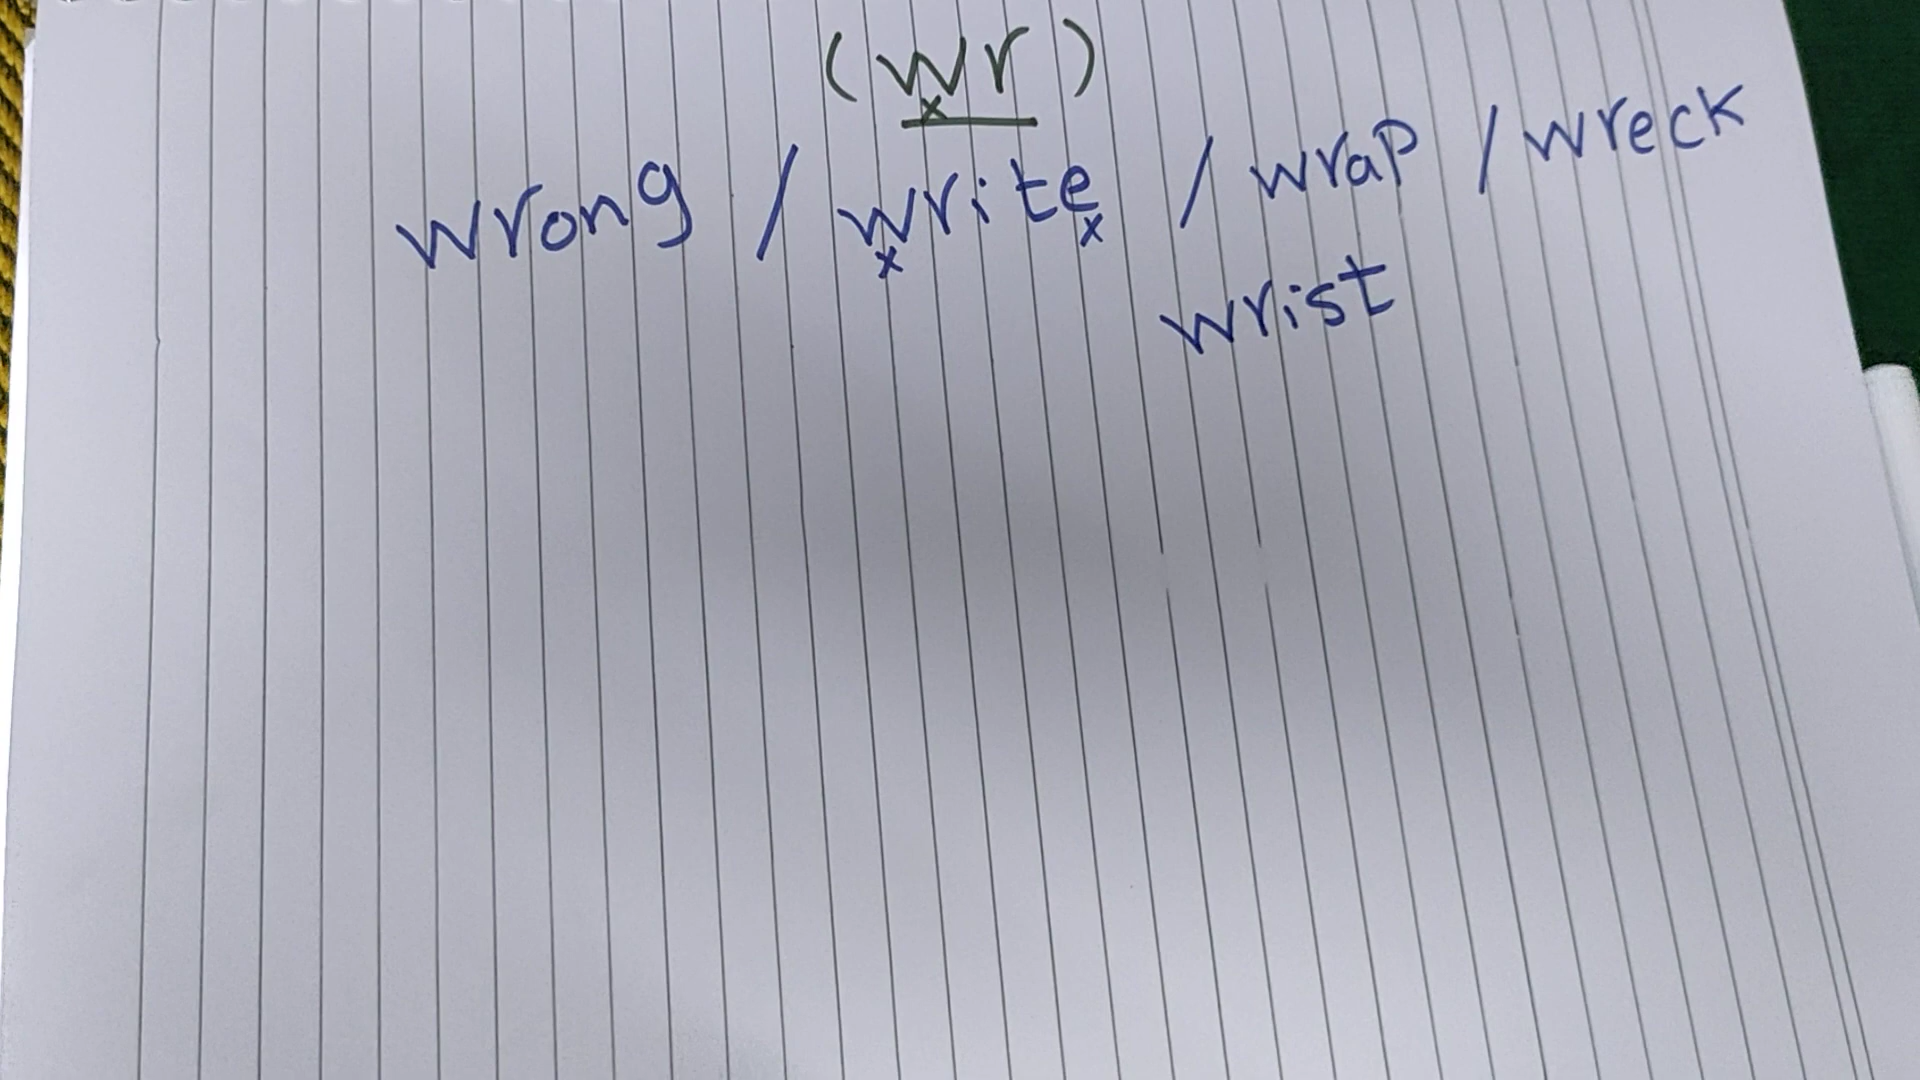 (wr)
x
wrong / write / wrap / wreck
x x
wrist